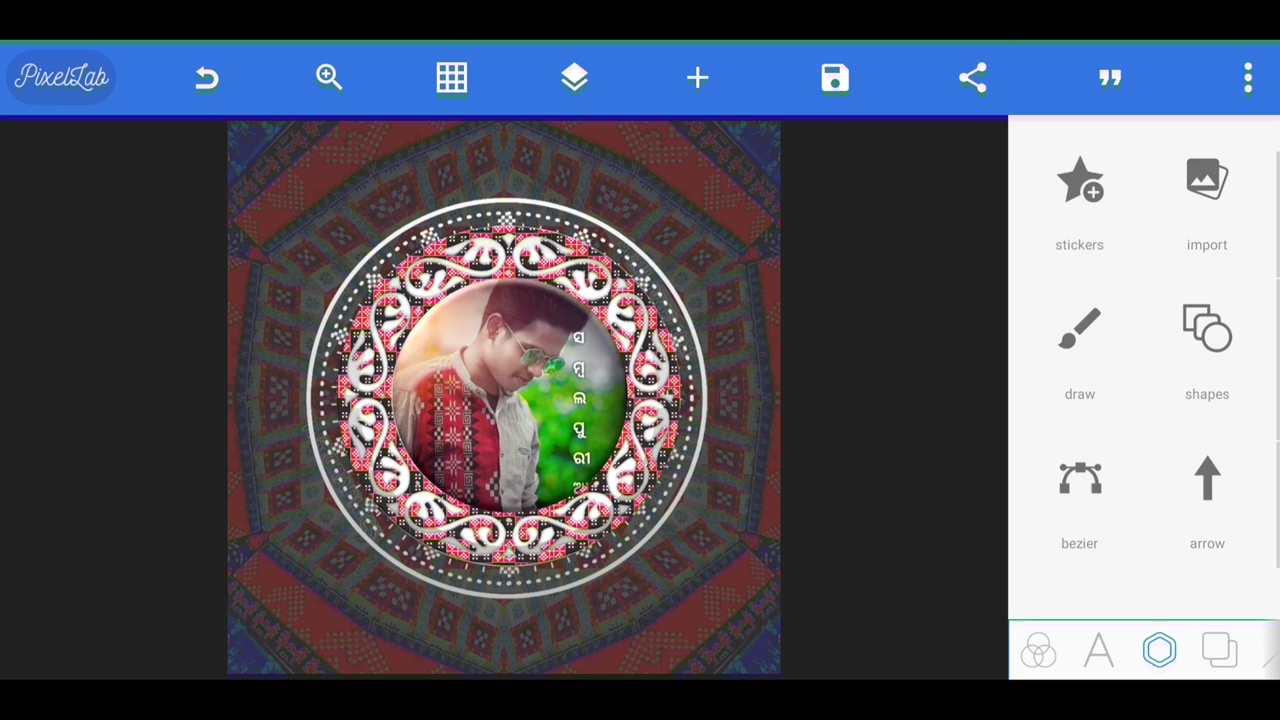 PixelLab
stickers
import
draw
shapes
bezier
arrow
ସ
ମ୍ବ
ଲ
ପୁ
ରୀ